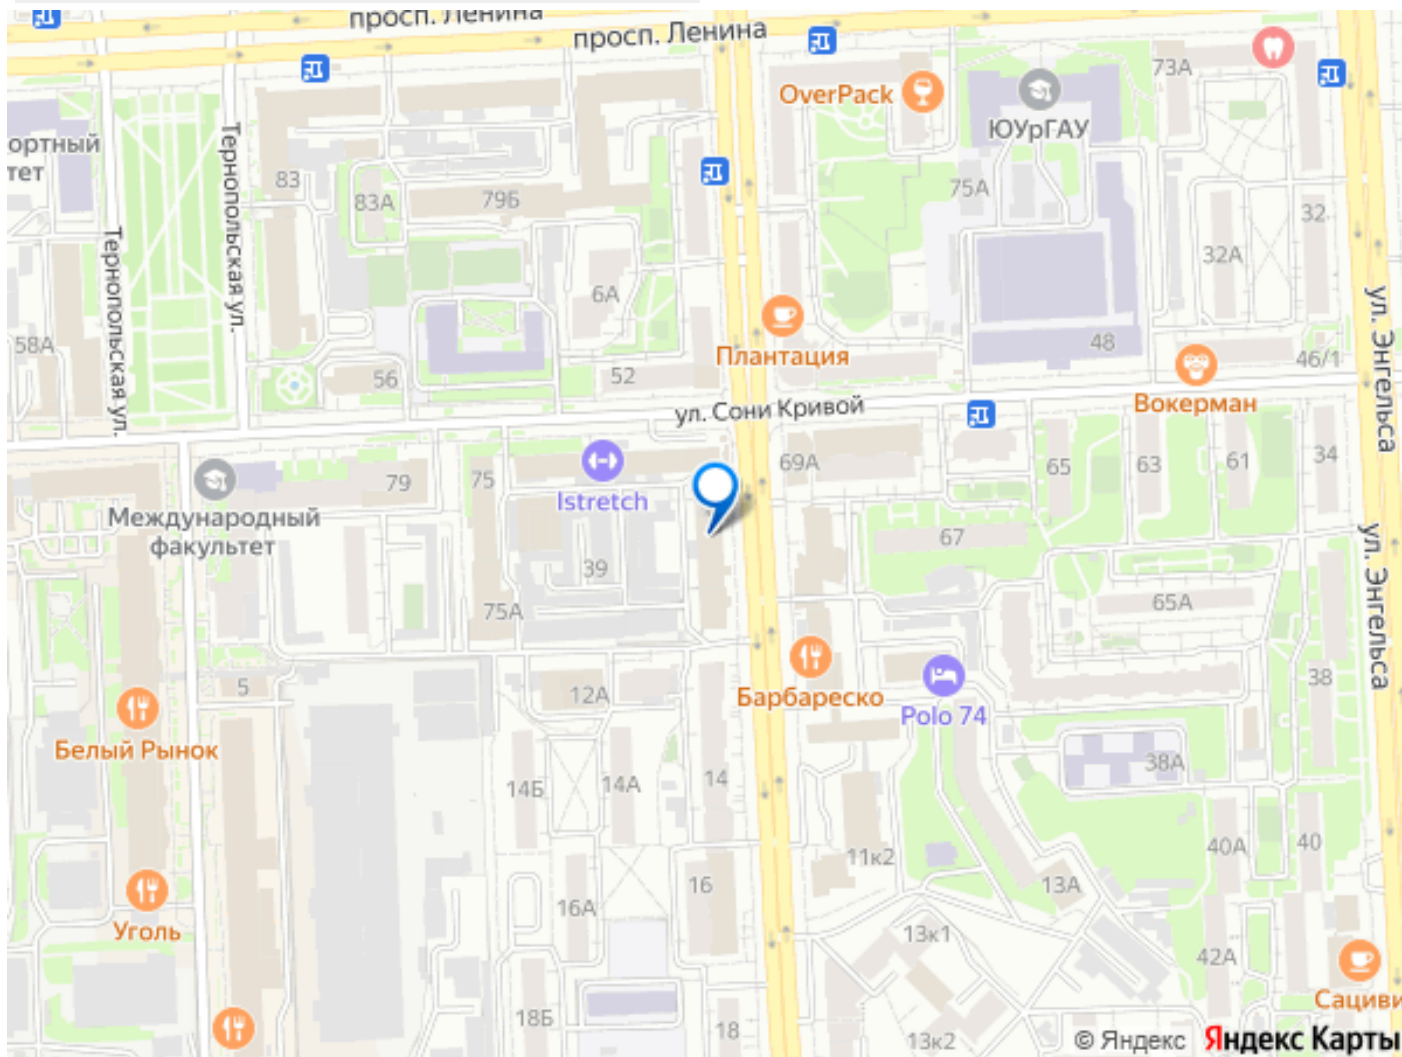 просп. Ленина
просп. Ленина
OverPack
73А
ЮУрГАУ
ортный
тет
Тернопольская ул.
83
83А
79Б
75А
32
32А
Тернопольская ул.
6А
ул. Энгельса
58А
Плантация
48
46/1
56
52
Вокерман
ул. Сони Кривой
79
75
Istretch
69А
65
63
61
34
Международный
факультет
67
ул. Энгельса
39
75А
65А
5
12А
Барбареско
Polo 74
38
Белый Рынок
14Б
14А
14
38А
11к2
40А
40
16
13А
Уголь
16А
13к1
42А
Сациви
18Б
18
13к2
© Яндекс Яндекс Карты